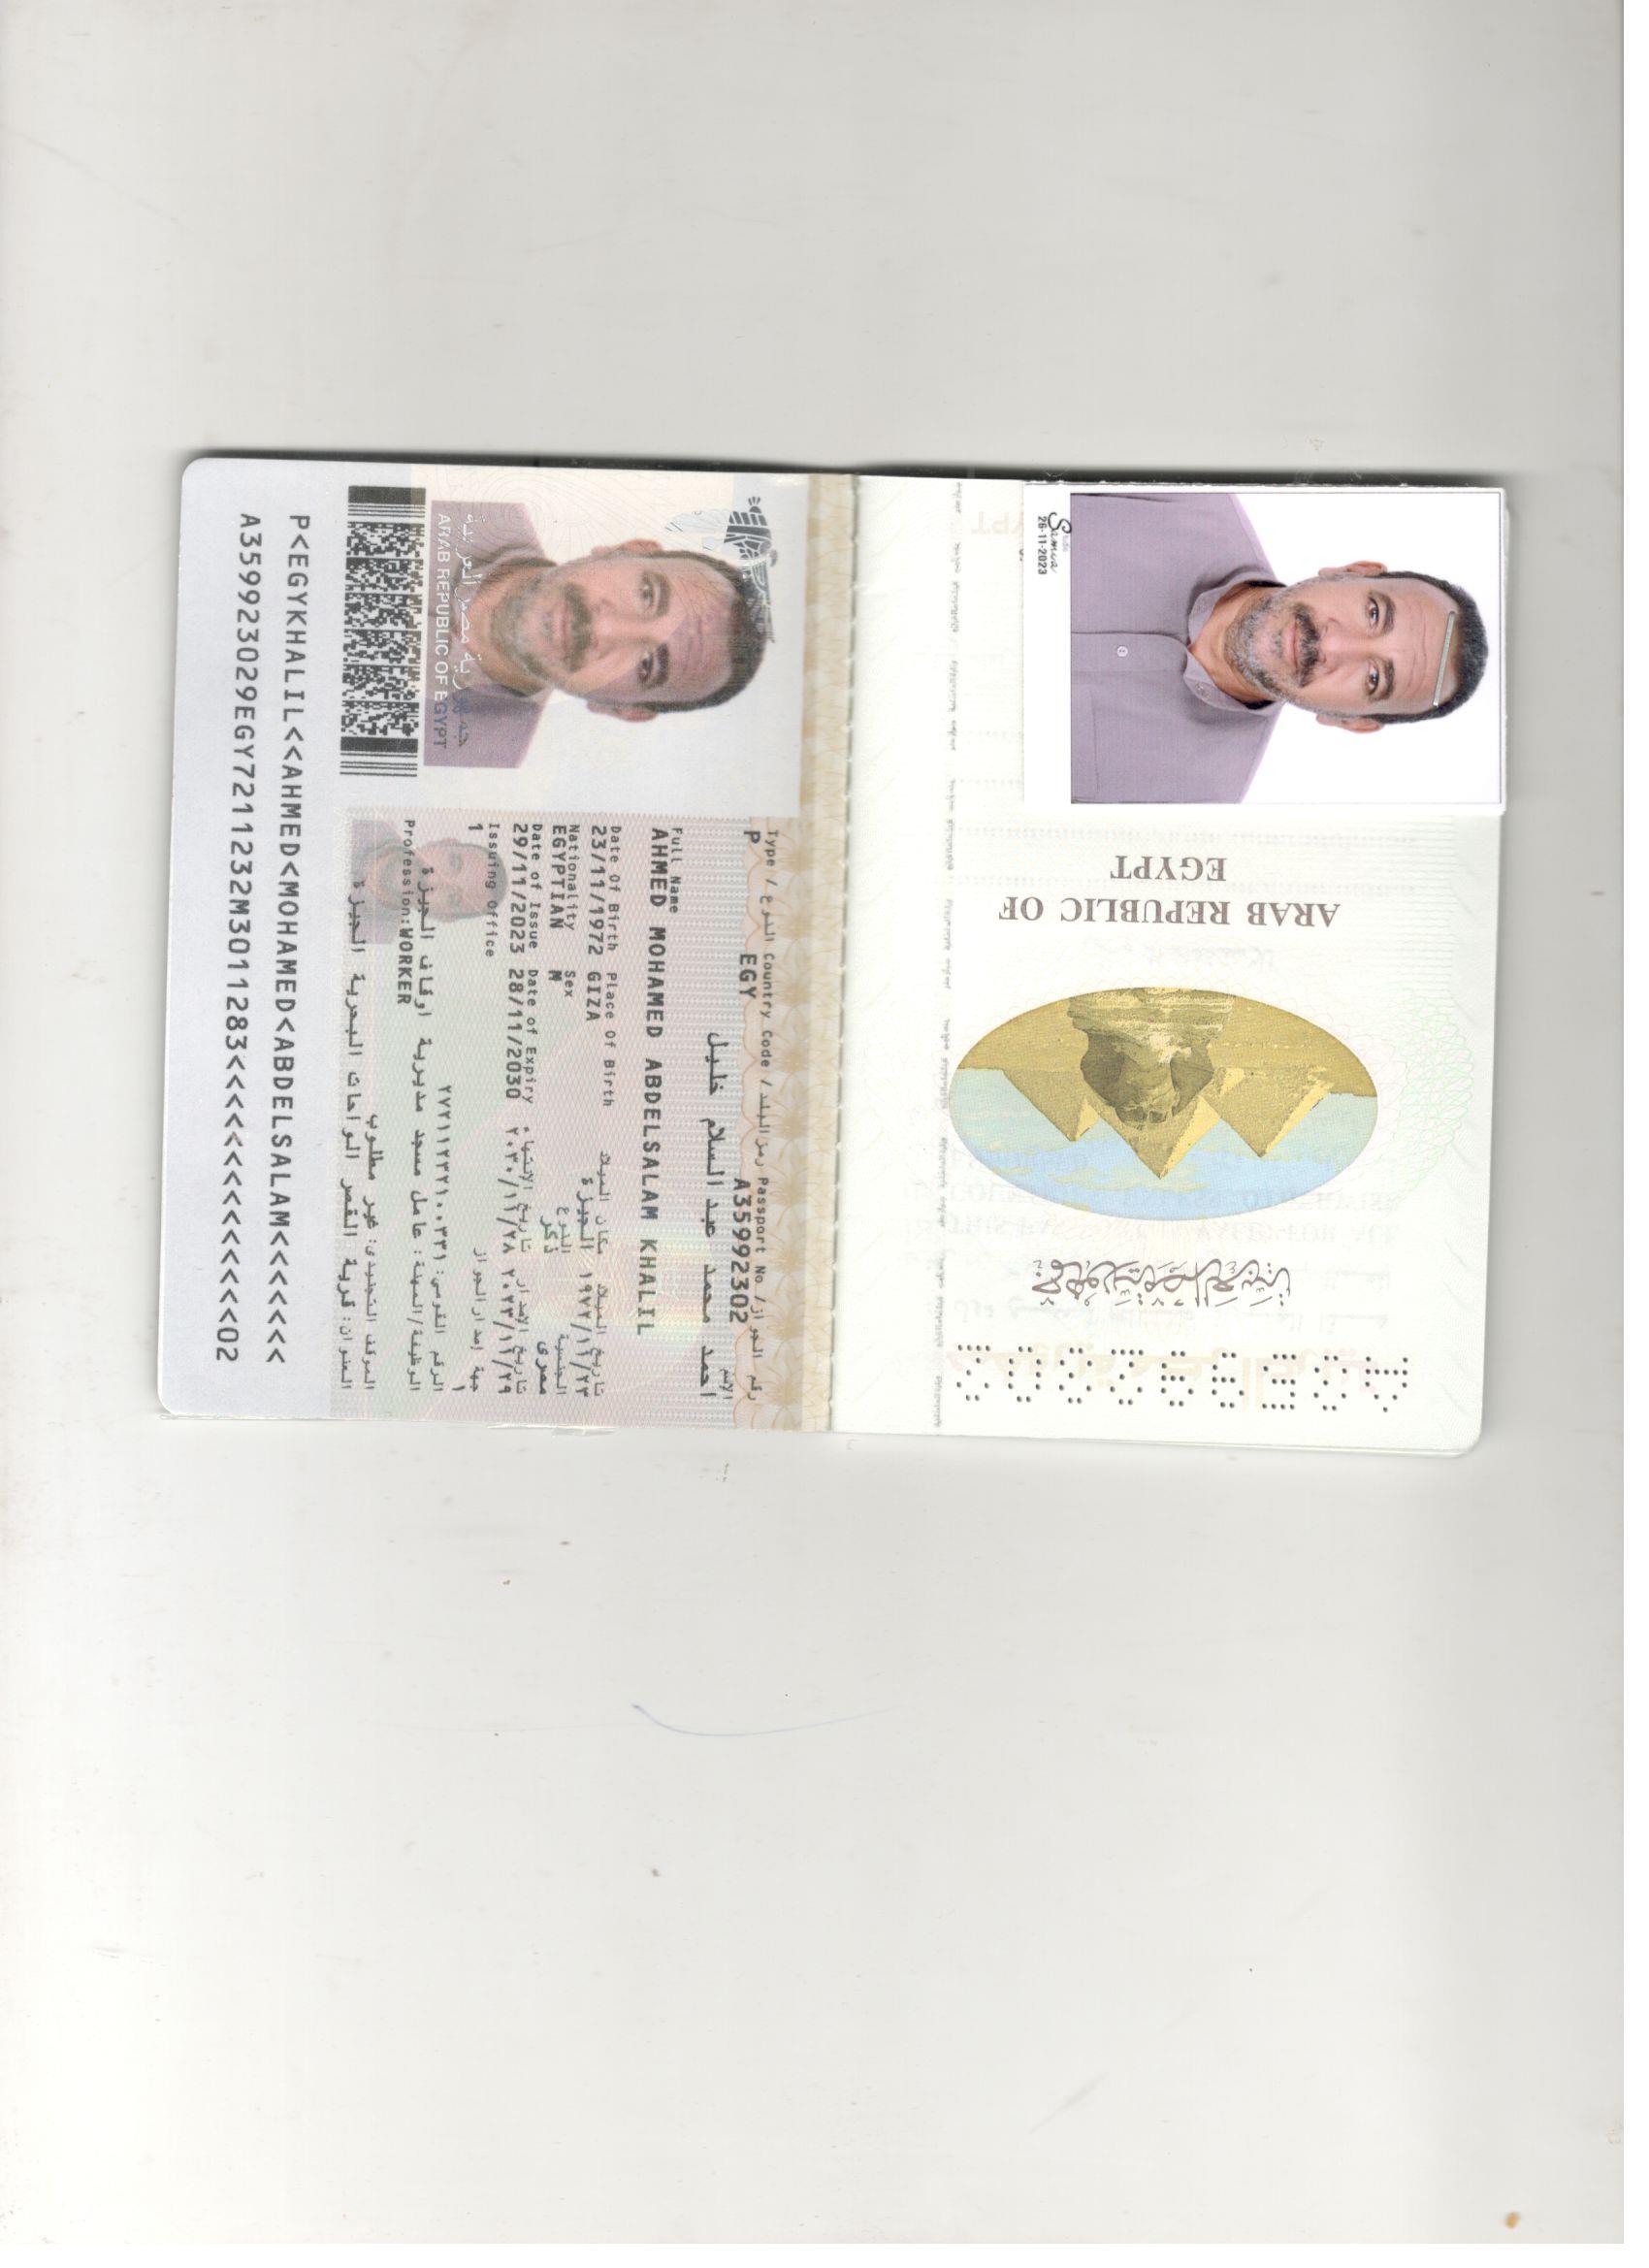 Studio
Samva
26-11-2023
ARAB REPUBLIC OF
EGYPT
جمهورية مصر العربية
A35992302
Type / النوع Country Code / رمز البلد Passport No / رقم الجواز
P EGY A35992302
الإسم
احمد محمد عبد السلام خليل
Full Name
AHMED MOHAMED ABDELSALAM KHALIL
Date Of Birth Place Of Birth مكان الميلاد تاريخ الميلاد
23/11/1972 GIZA الجيزة ١٩٧٢/١١/٢٣
Nationality Sex النوع الجنسية
EGYPTIAN M ذكر مصرى
Date of Issue Date of Expiry تاريخ الإنتهاء تاريخ الإصدار
29/11/2023 28/11/2030 ٢٠٣٠/١١/٢٨ ٢٠٢٣/١١/٢٩
Issuing Office جهة إصدار الجواز
1 ١
الرقم القومي: ٢٧٢١١٢٣٢١٠٠٣٣١
الوظيفة/المهنة: عامل مسجد مديرية اوقاف الجيزة
Profession:WORKER
الموقف التجنيدى: غير مطلوب
العنوان: قرية القصر الواحات البحرية الجيزة
جمهورية مصر العربية
ARAB REPUBLIC OF EGYPT
P<EGYKHALIL<<AHMED<MOHAMED<ABDELSALAM<<<<<<<
A359923029EGY7211232M3011283<<<<<<<<<<<<<<02